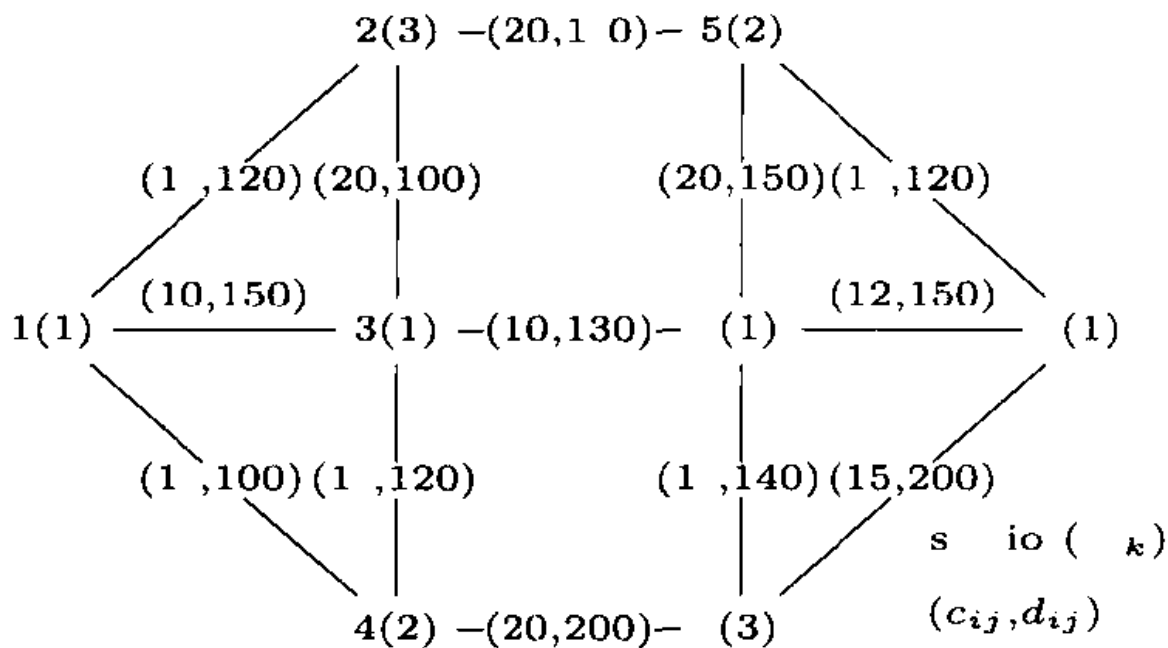 2(3) –(20,1 0)– 5(2)
(1 ,120) (20,100) (20,150) (1 ,120)
(10,150) (12,150)
1(1) 3(1) –(10,130)– (1) (1)
(1 ,100) (1 ,120) (1 ,140) (15,200)
s io ( k)
(c_{ij},d_{ij})
4(2) –(20,200)– (3)